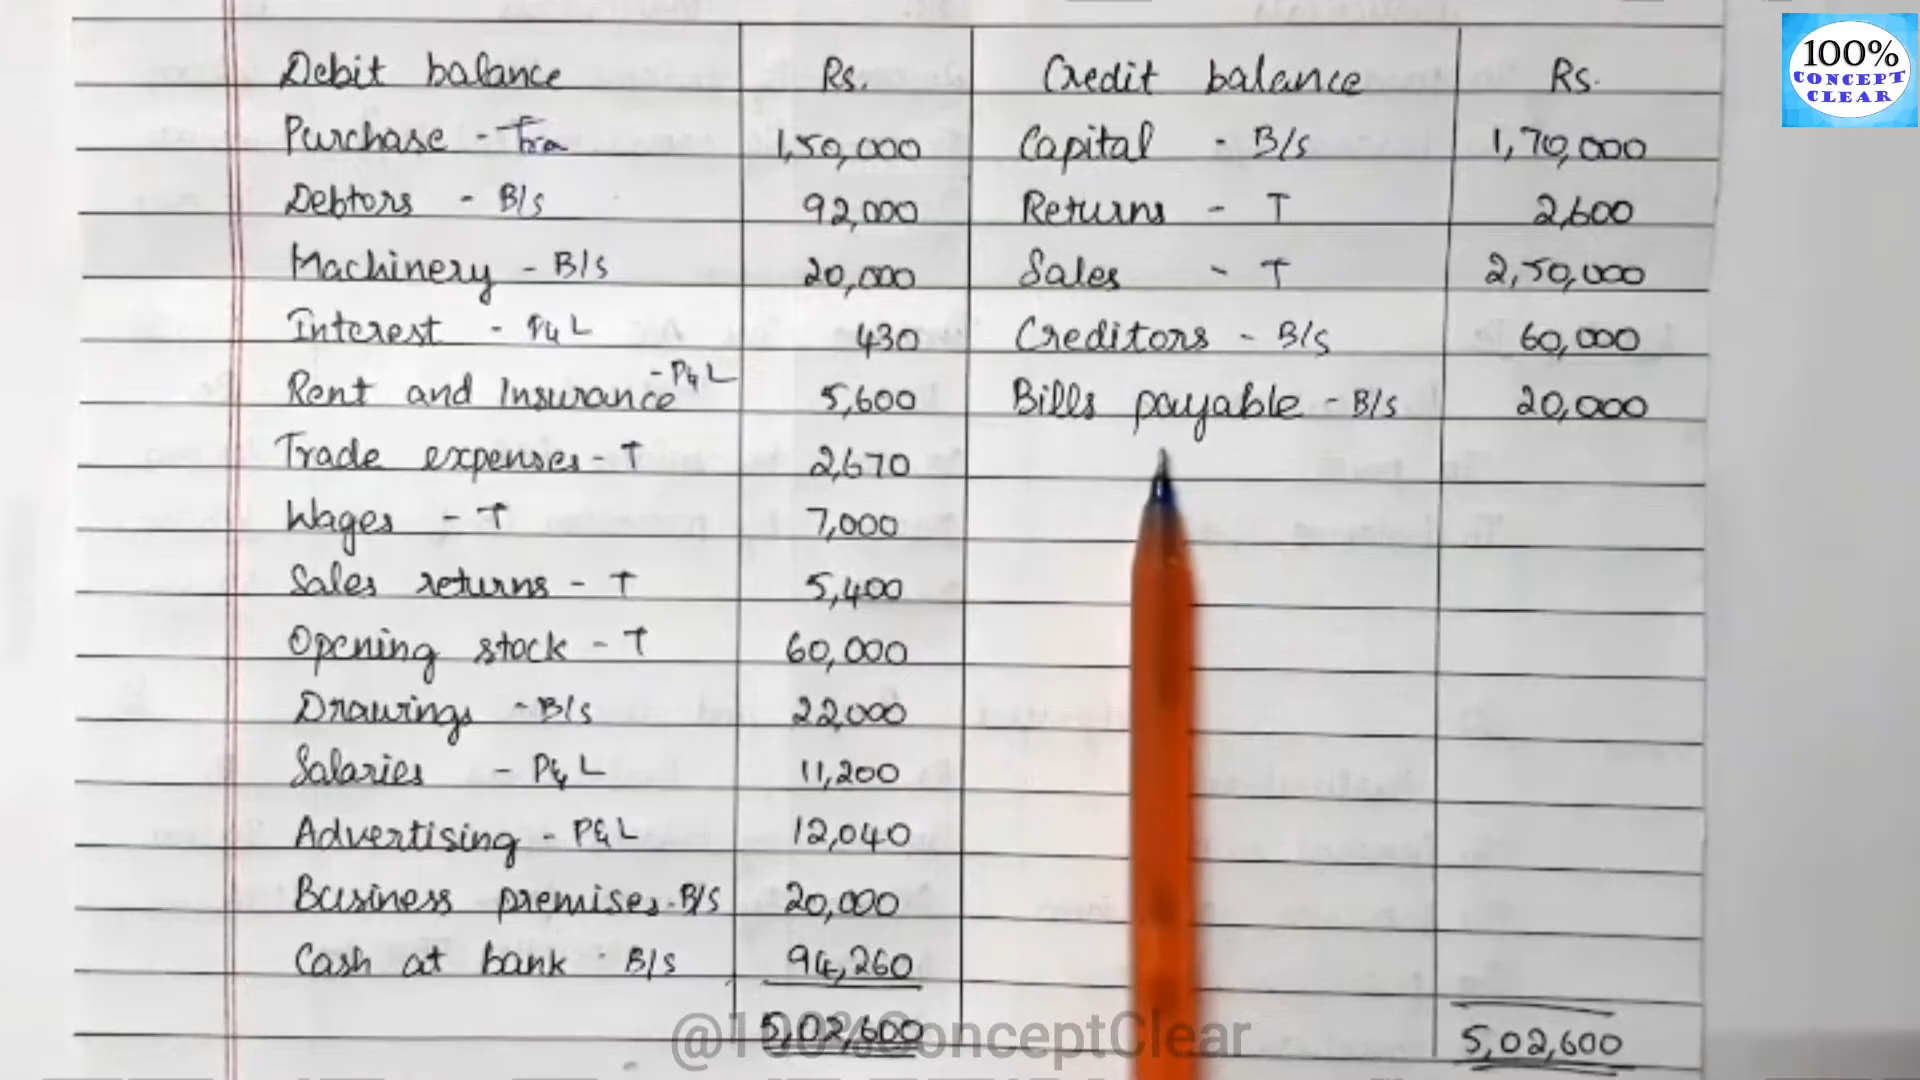 100%
CONCEPT
CLEAR
Debit balance Rs. Credit balance Rs.
Purchase - Tra 1,50,000 Capital - B/s 1,70,000
Debtors - B/s 92,000 Returns - T 2,600
Machinery - B/s 20,000 Sales - T 2,50,000
Interest - P&L 430 Creditors - B/s 60,000
Rent and Insurance - P&L 5,600 Bills payable - B/s 20,000
Trade expenses - T 2,670
Wages - T 7,000
Sales returns - T 5,400
Opening stock - T 60,000
Drawings - B/s 22,000
Salaries - P&L 11,200
Advertising - P&L 12,040
Business premises - B/s 20,000
Cash at bank - B/s 94,260
5,02,600 5,02,600
@100%ConceptClear